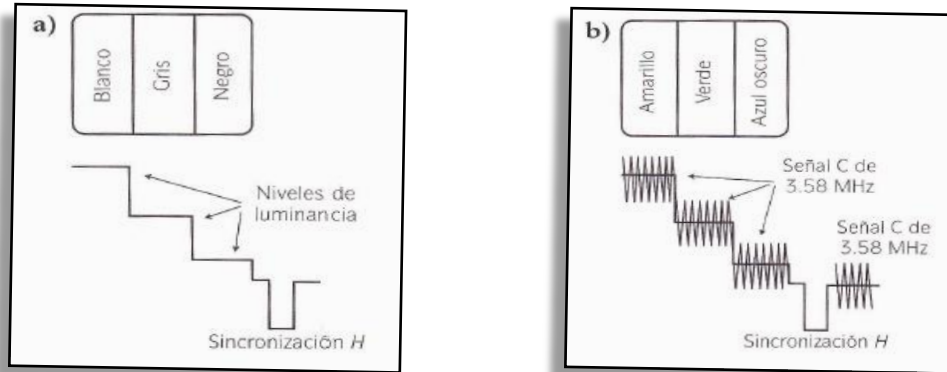 a)
Blanco
Gris
Negro
Niveles de
luminancia
Sincronización H
b)
Amarillo
Verde
Azul oscuro
Señal C de
3.58 MHz
Señal C de
3.58 MHz
Sincronización H